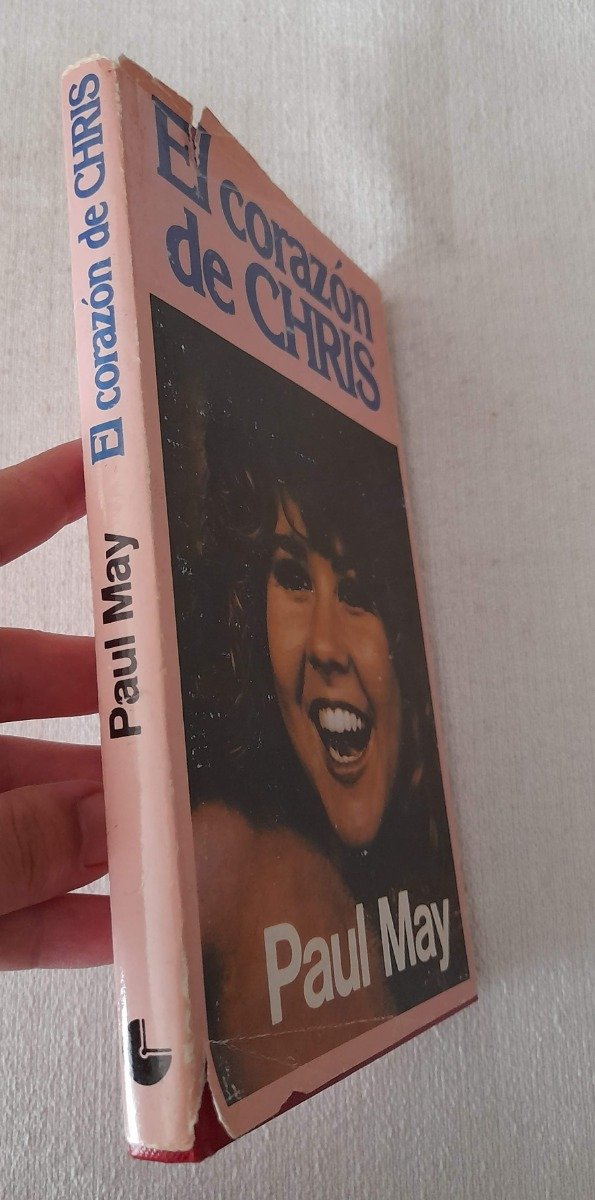 El corazón de CHRIS
Paul May
El corazón
de CHRIS
Paul May